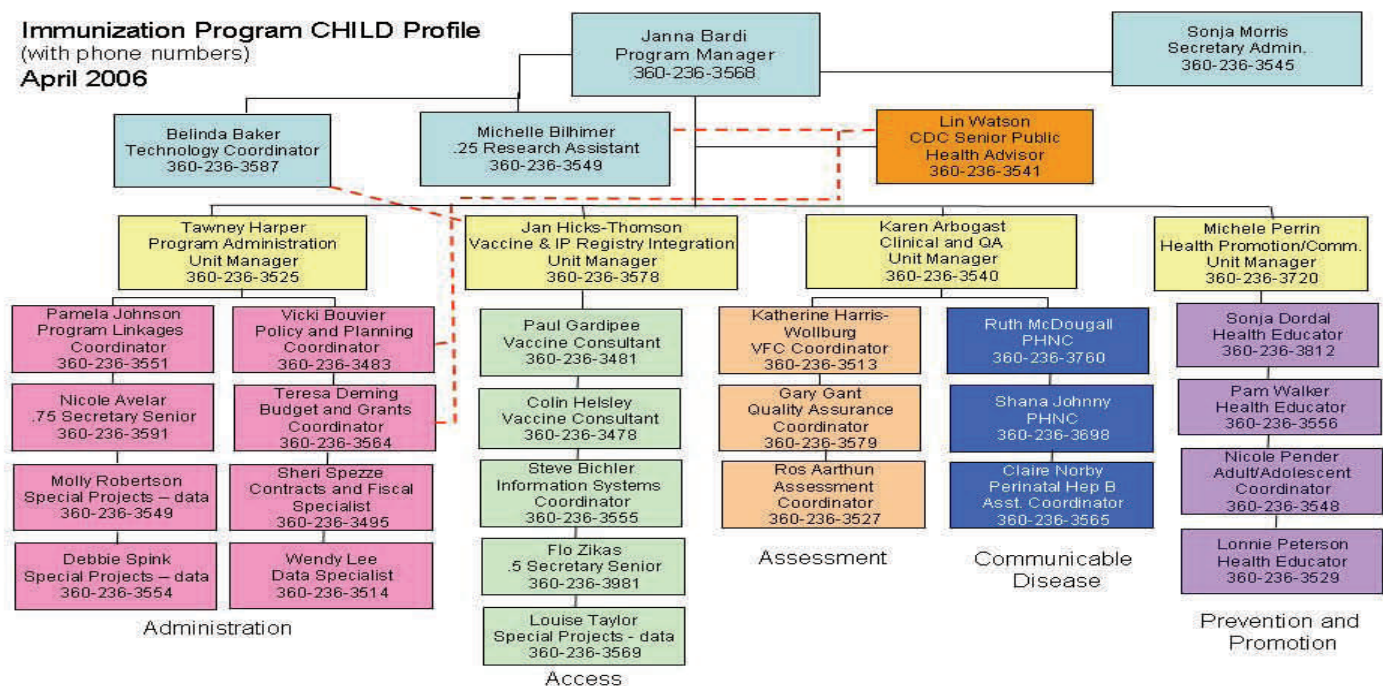 Immunization Program CHILD Profile
(with phone numbers)
April 2006
Janna Bardi
Program Manager
360-236-3568
Sonja Morris
Secretary Admin.
360-236-3545
Belinda Baker
Technology Coordinator
360-236-3587
Michelle Bilhimer
.25 Research Assistant
360-236-3549
Lin Watson
CDC Senior Public
Health Advisor
360-236-3541
Tawney Harper
Program Administration
Unit Manager
360-236-3525
Jan Hicks-Thomson
Vaccine & IP Registry Integration
Unit Manager
360-236-3578
Karen Arbogast
Clinical and QA
Unit Manager
360-236-3540
Michele Perrin
Health Promotion/Comm.
Unit Manager
360-236-3720
Pamela Johnson
Program Linkages
Coordinator
360-236-3551
Nicole Avelar
.75 Secretary Senior
360-236-3591
Molly Robertson
Special Projects – data
360-236-3549
Debbie Spink
Special Projects – data
360-236-3554
Vicki Bouvier
Policy and Planning
Coordinator
360-236-3483
Teresa Deming
Budget and Grants
Coordinator
360-236-3564
Sheri Spezze
Contracts and Fiscal
Specialist
360-236-3495
Wendy Lee
Data Specialist
360-236-3514
Administration
Paul Gardipee
Vaccine Consultant
360-236-3481
Colin Helsley
Vaccine Consultant
360-236-3478
Steve Bichler
Information Systems
Coordinator
360-236-3555
Flo Zikas
.5 Secretary Senior
360-236-3981
Louise Taylor
Special Projects - data
360-236-3569
Access
Katherine Harris-
Wollburg
VFC Coordinator
360-236-3513
Gary Gant
Quality Assurance
Coordinator
360-236-3579
Ros Aarthun
Assessment
Coordinator
360-236-3527
Assessment
Ruth McDougall
PHNC
360-236-3760
Shana Johnny
PHNC
360-236-3698
Claire Norby
Perinatal Hep B
Asst. Coordinator
360-236-3565
Communicable
Disease
Sonja Dordal
Health Educator
360-236-3812
Pam Walker
Health Educator
360-236-3556
Nicole Pender
Adult/Adolescent
Coordinator
360-236-3548
Lonnie Peterson
Health Educator
360-236-3529
Prevention and
Promotion